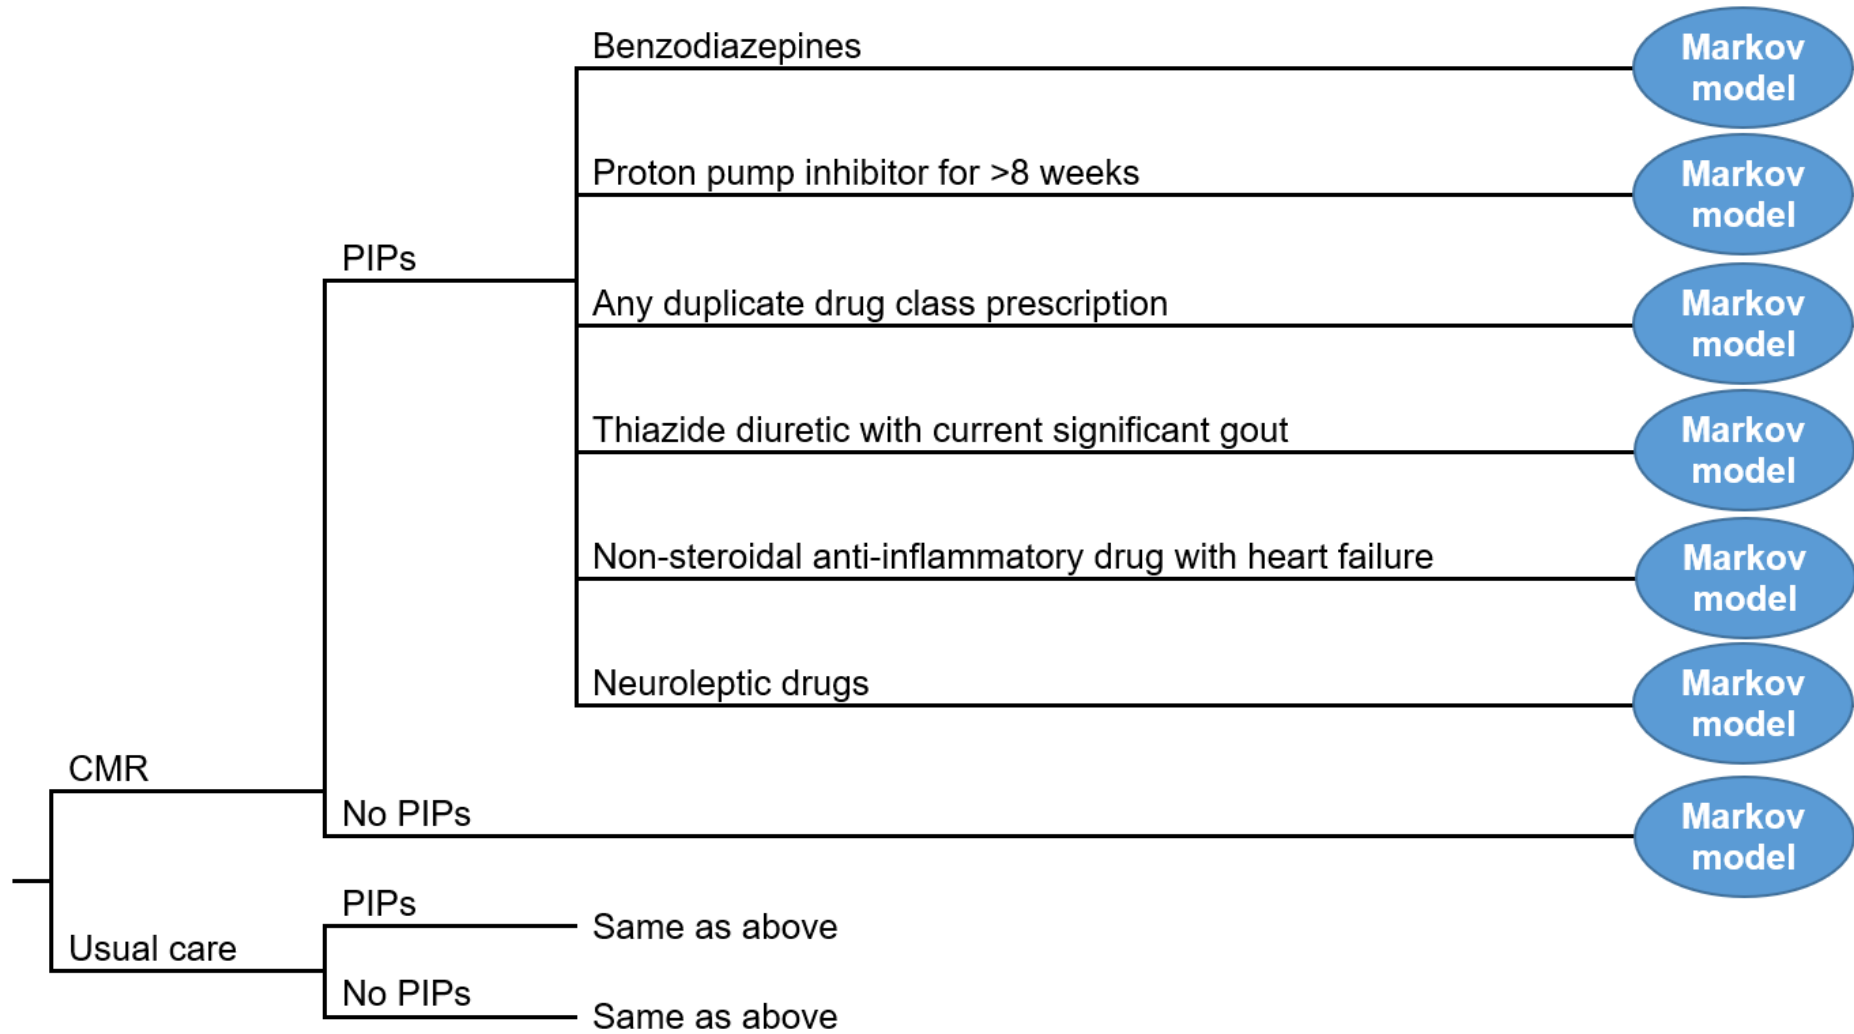 Benzodiazepines
Markov
model
Proton pump inhibitor for >8 weeks
Markov
model
PIPs
Any duplicate drug class prescription
Markov
model
Thiazide diuretic with current significant gout
Markov
model
Non-steroidal anti-inflammatory drug with heart failure
Markov
model
Neuroleptic drugs
Markov
model
CMR
No PIPs
Markov
model
PIPs
Same as above
Usual care
No PIPs
Same as above